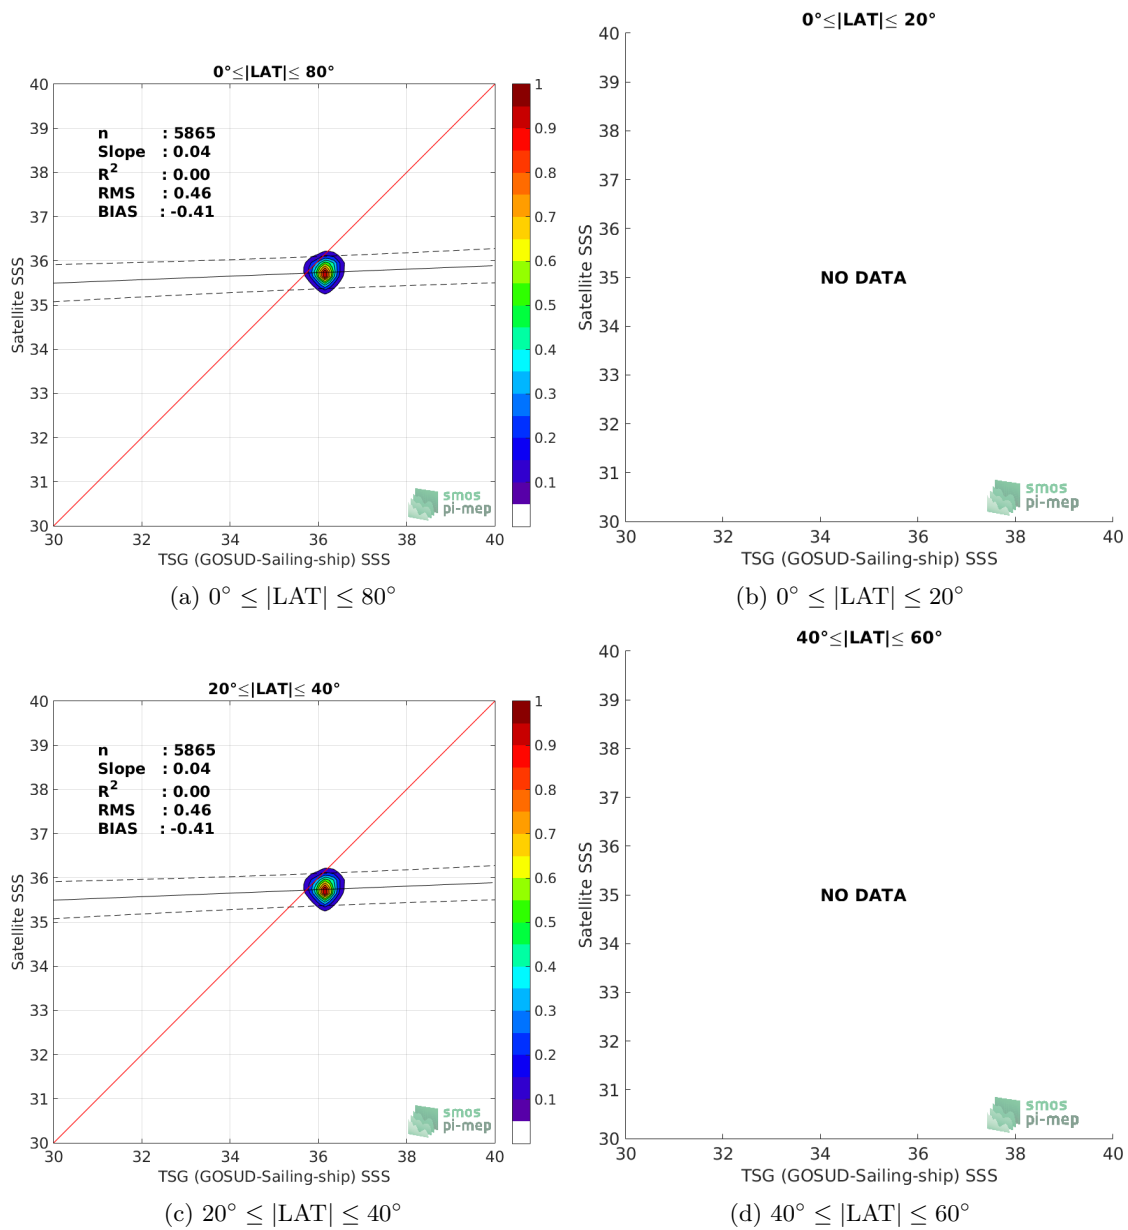 0°≤|LAT|≤ 80°
40
39
38
37
36
35
34
33
32
31
30
Satellite SSS
n : 5865
Slope : 0.04
R² : 0.00
RMS : 0.46
BIAS : -0.41
smos
pi-mep
30 32 34 36 38 40
TSG (GOSUD-Sailing-ship) SSS
1
0.9
0.8
0.7
0.6
0.5
0.4
0.3
0.2
0.1
(a) 0° ≤ |LAT| ≤ 80°
0°≤|LAT|≤ 20°
40
39
38
37
36
35
34
33
32
31
30
Satellite SSS
NO DATA
smos
pi-mep
30 32 34 36 38 40
TSG (GOSUD-Sailing-ship) SSS
(b) 0° ≤ |LAT| ≤ 20°
20°≤|LAT|≤ 40°
40
39
38
37
36
35
34
33
32
31
30
Satellite SSS
n : 5865
Slope : 0.04
R² : 0.00
RMS : 0.46
BIAS : -0.41
smos
pi-mep
30 32 34 36 38 40
TSG (GOSUD-Sailing-ship) SSS
1
0.9
0.8
0.7
0.6
0.5
0.4
0.3
0.2
0.1
(c) 20° ≤ |LAT| ≤ 40°
40°≤|LAT|≤ 60°
40
39
38
37
36
35
34
33
32
31
30
Satellite SSS
NO DATA
smos
pi-mep
30 32 34 36 38 40
TSG (GOSUD-Sailing-ship) SSS
(d) 40° ≤ |LAT| ≤ 60°